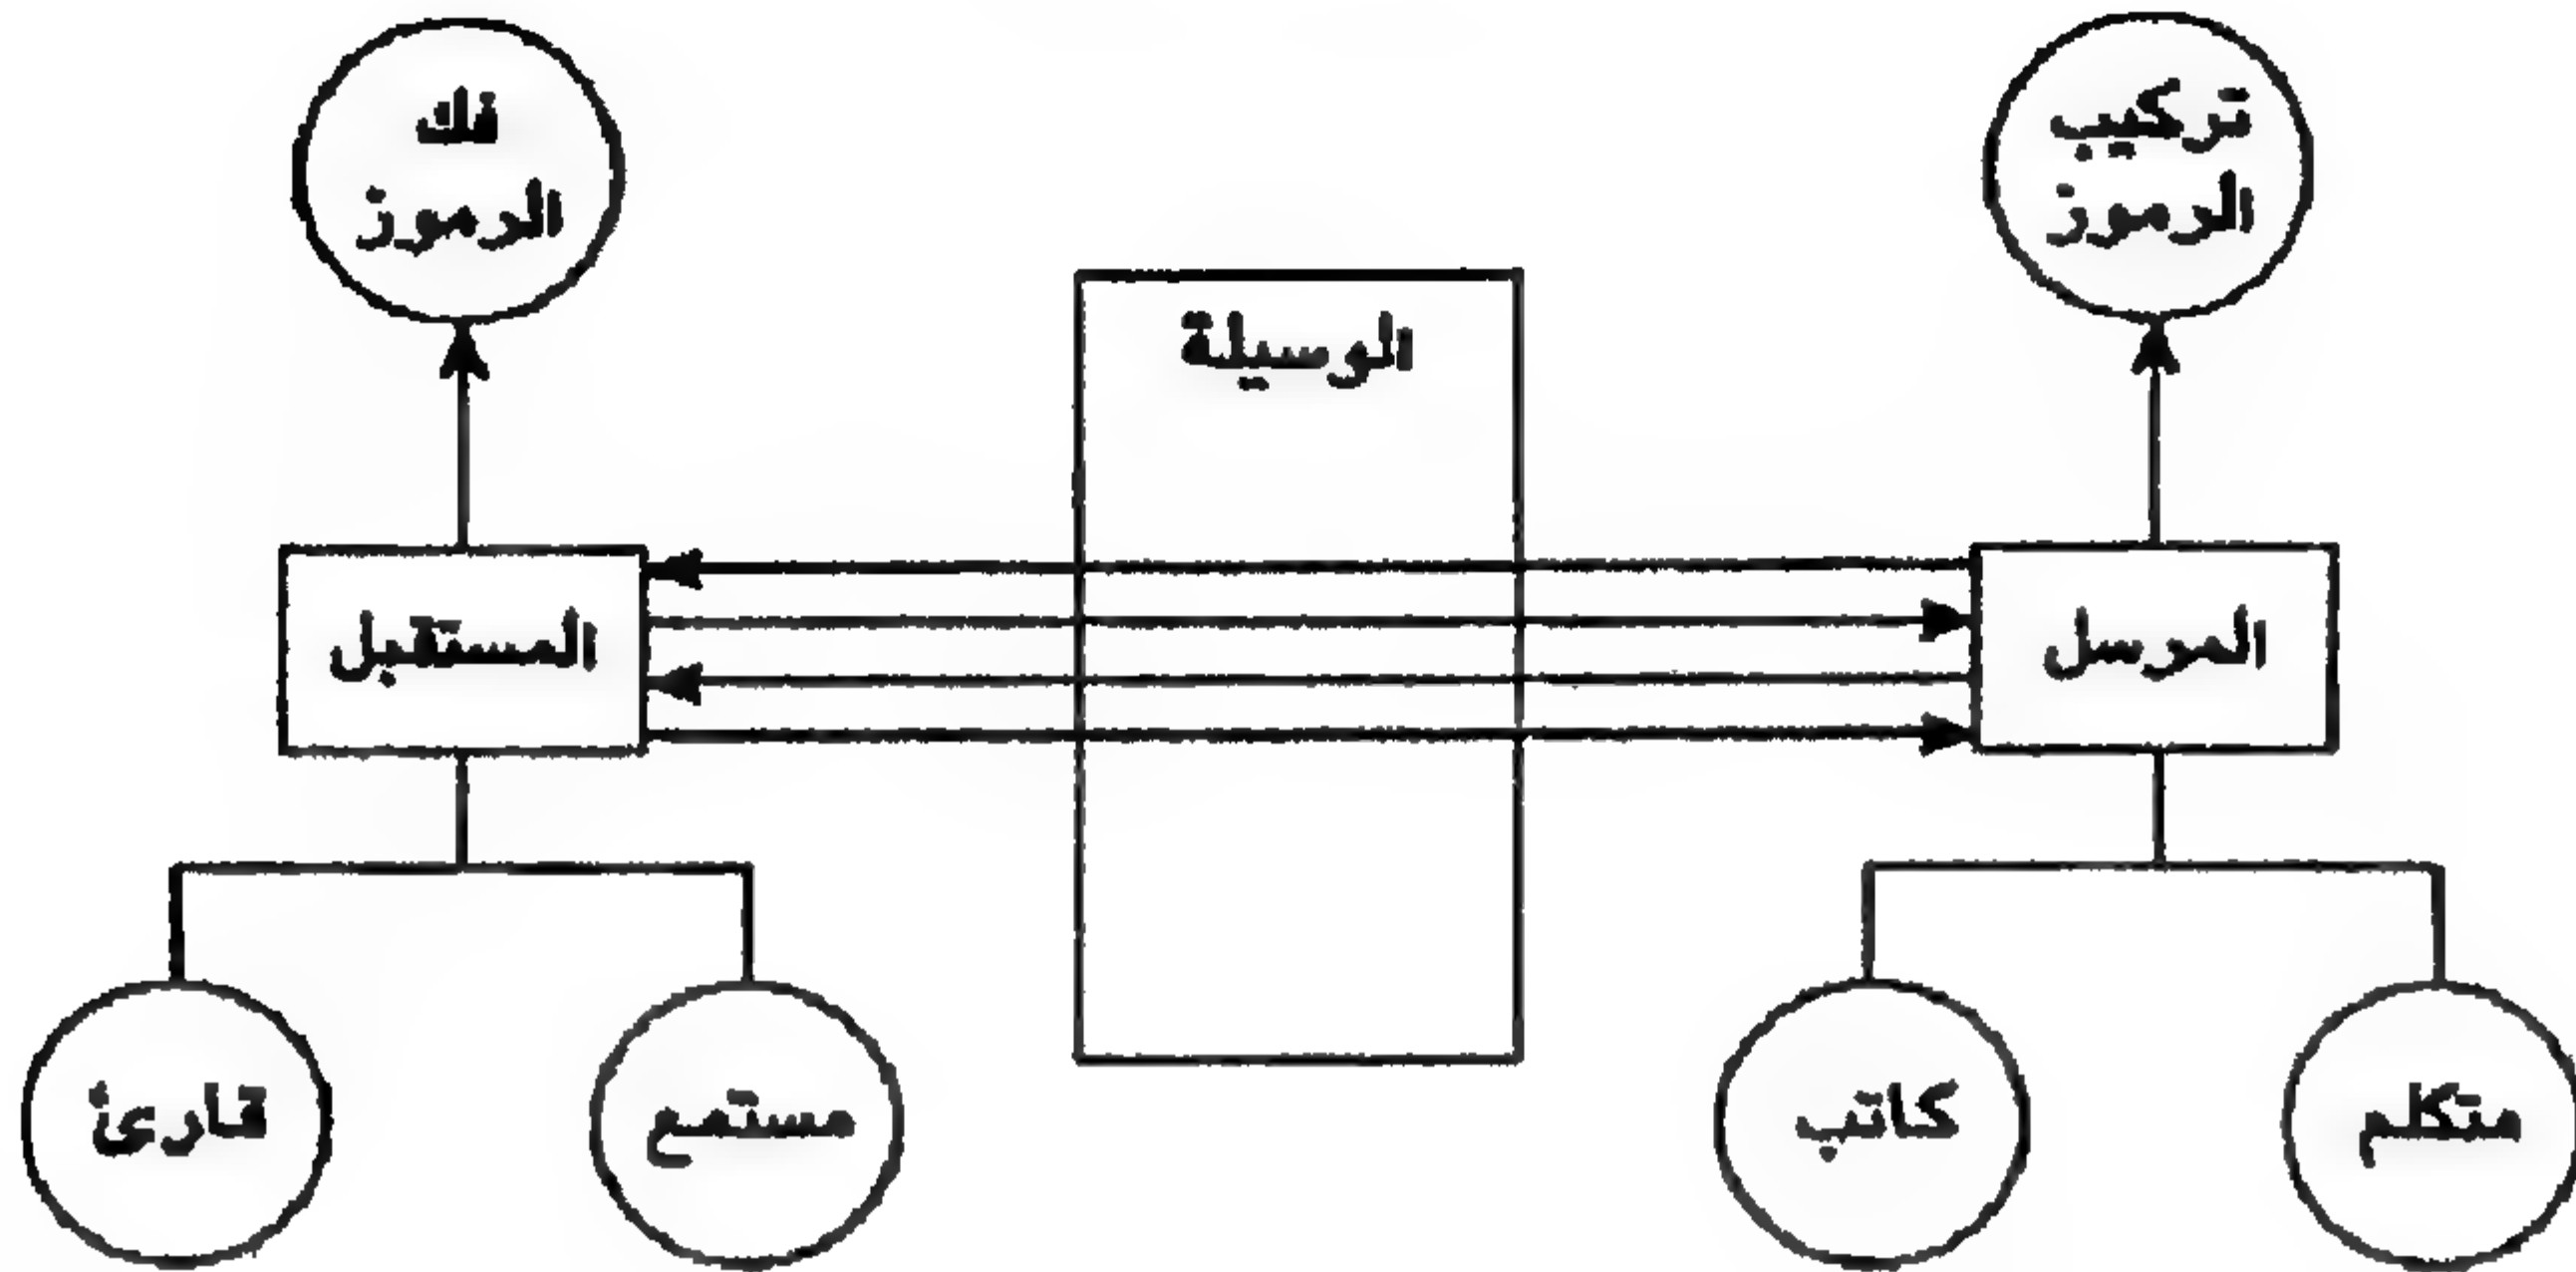 تركيب
الرموز
فك
الرموز
الوسيلة
المرسل
المستقبل
متكلم
كاتب
مستمع
قارئ